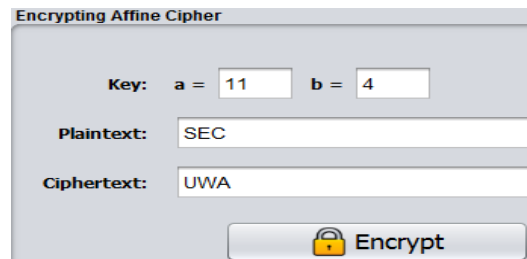 Encrypting Affine Cipher
Key: a = 11 b = 4
Plaintext: SEC
Ciphertext: UWA
Encrypt